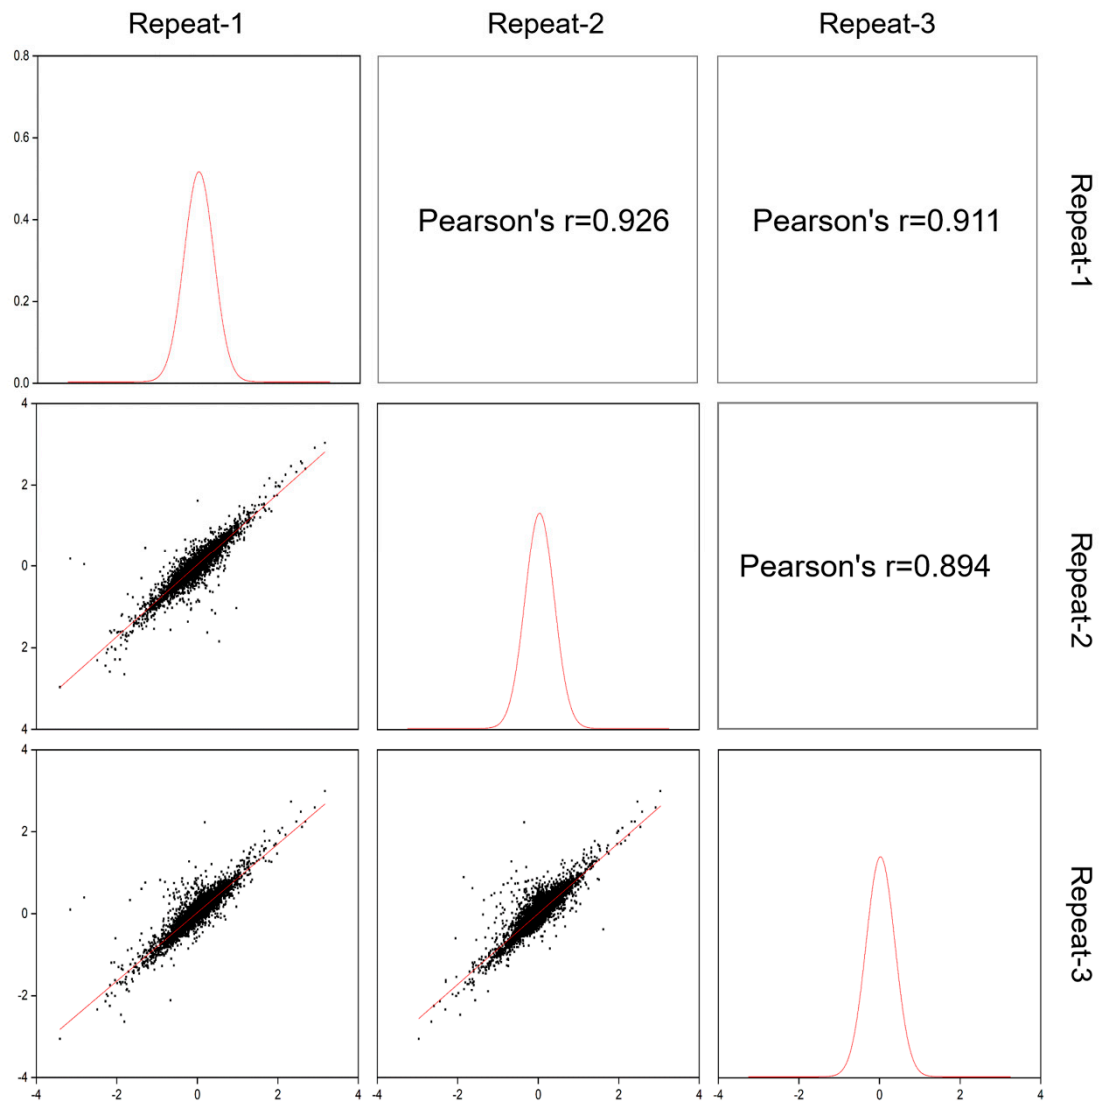 Repeat-1 Repeat-2 Repeat-3
0.8
0.6
0.4
0.2
0.0
Pearson's r=0.926
Pearson's r=0.911
Repeat-1
4
2
0
2
4
Pearson's r=0.894
Repeat-2
4
2
0
-2
-4
Repeat-3
-4 -2 0 2 4
-4 -2 0 2 4
-4 -2 0 2 4